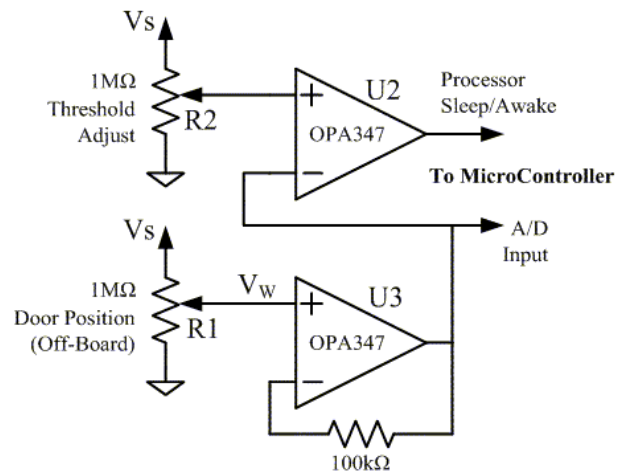 Vs
1MΩ
Threshold
Adjust
R2
+
−
U2
OPA347
Processor
Sleep/Awake
To MicroController
A/D
Input
Vs
1MΩ
Door Position
(Off-Board)
R1
VW
+
−
U3
OPA347
100kΩ